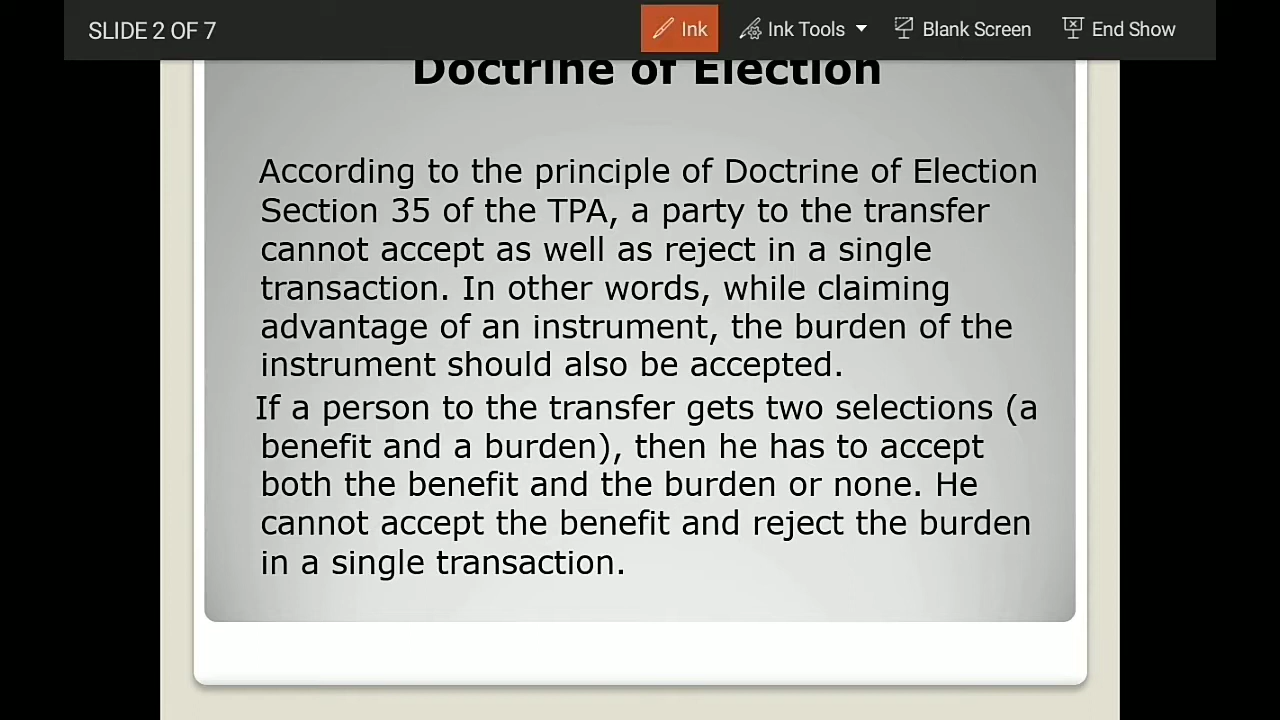 SLIDE 2 OF 7
Ink
Ink Tools
Blank Screen
End Show
Doctrine of Election
According to the principle of Doctrine of Election
Section 35 of the TPA, a party to the transfer
cannot accept as well as reject in a single
transaction. In other words, while claiming
advantage of an instrument, the burden of the
instrument should also be accepted.
If a person to the transfer gets two selections (a
benefit and a burden), then he has to accept
both the benefit and the burden or none. He
cannot accept the benefit and reject the burden
in a single transaction.